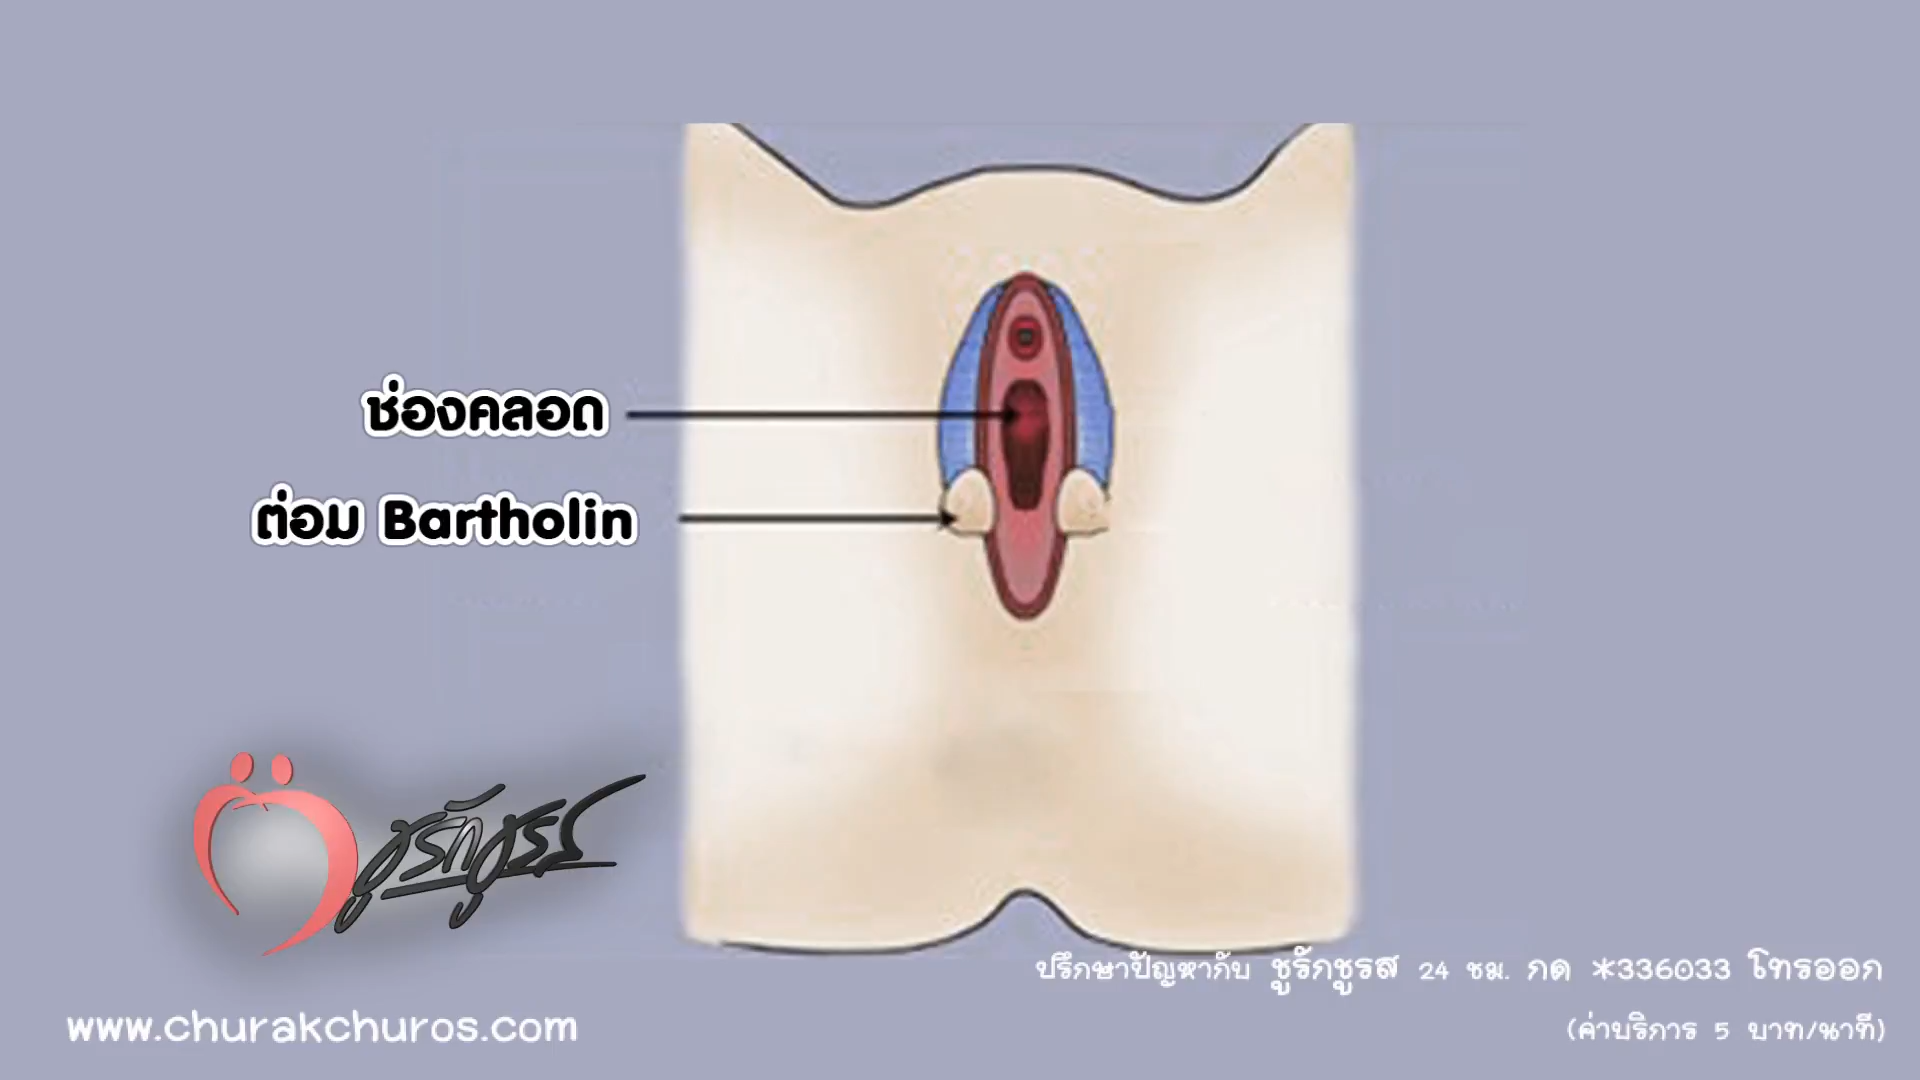 ช่องคลอด
ต่อม Bartholin
ชูรักชูรส
ปรึกษาปัญหากับ ชูรักชูรส 24 ชม. กด *336033 โทรออก
www.churakchuros.com
(ค่าบริการ 5 บาท/นาที)